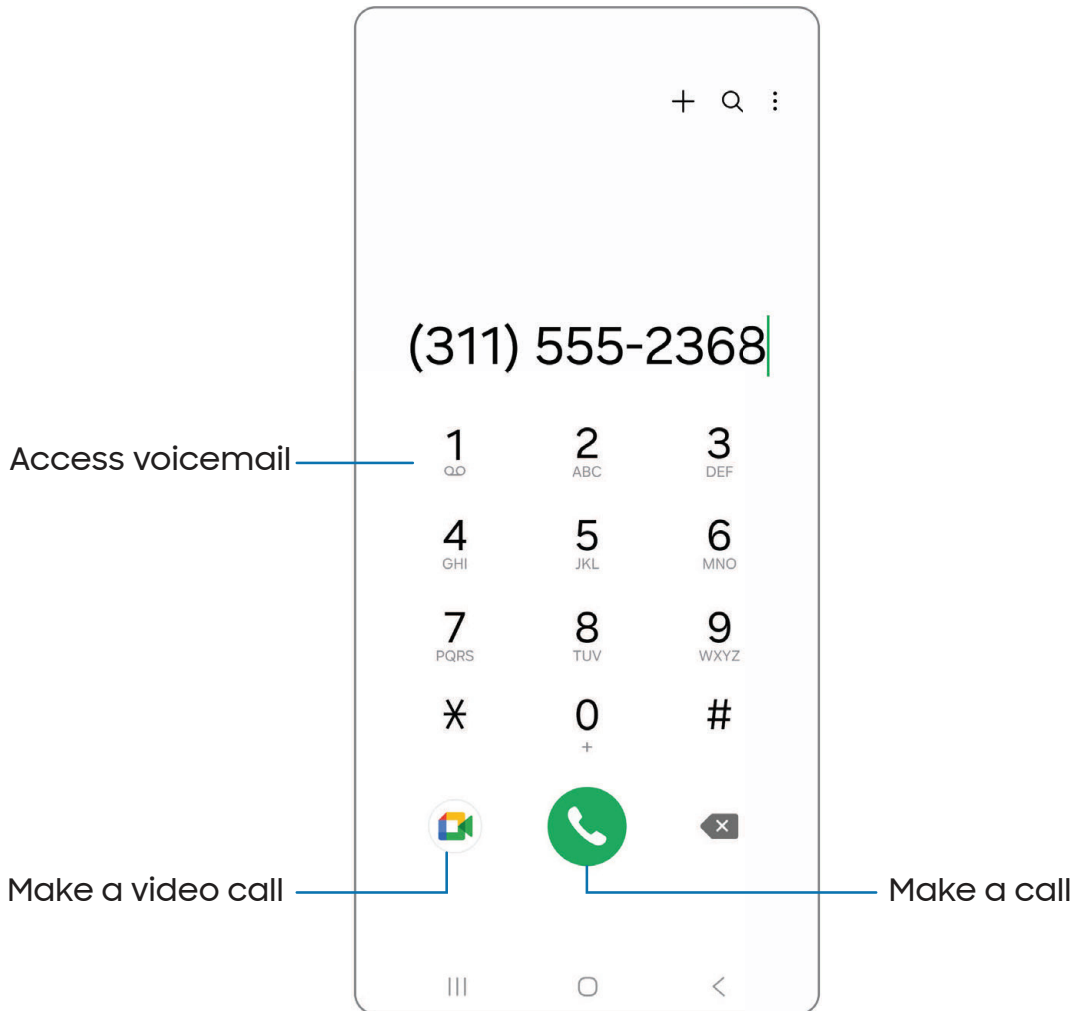 (311) 555-2368
Access voicemail
1 2 3
ABC DEF
4 5 6
GHI JKL MNO
7 8 9
PQRS TUV WXYZ
* 0 #
+
Make a video call
Make a call